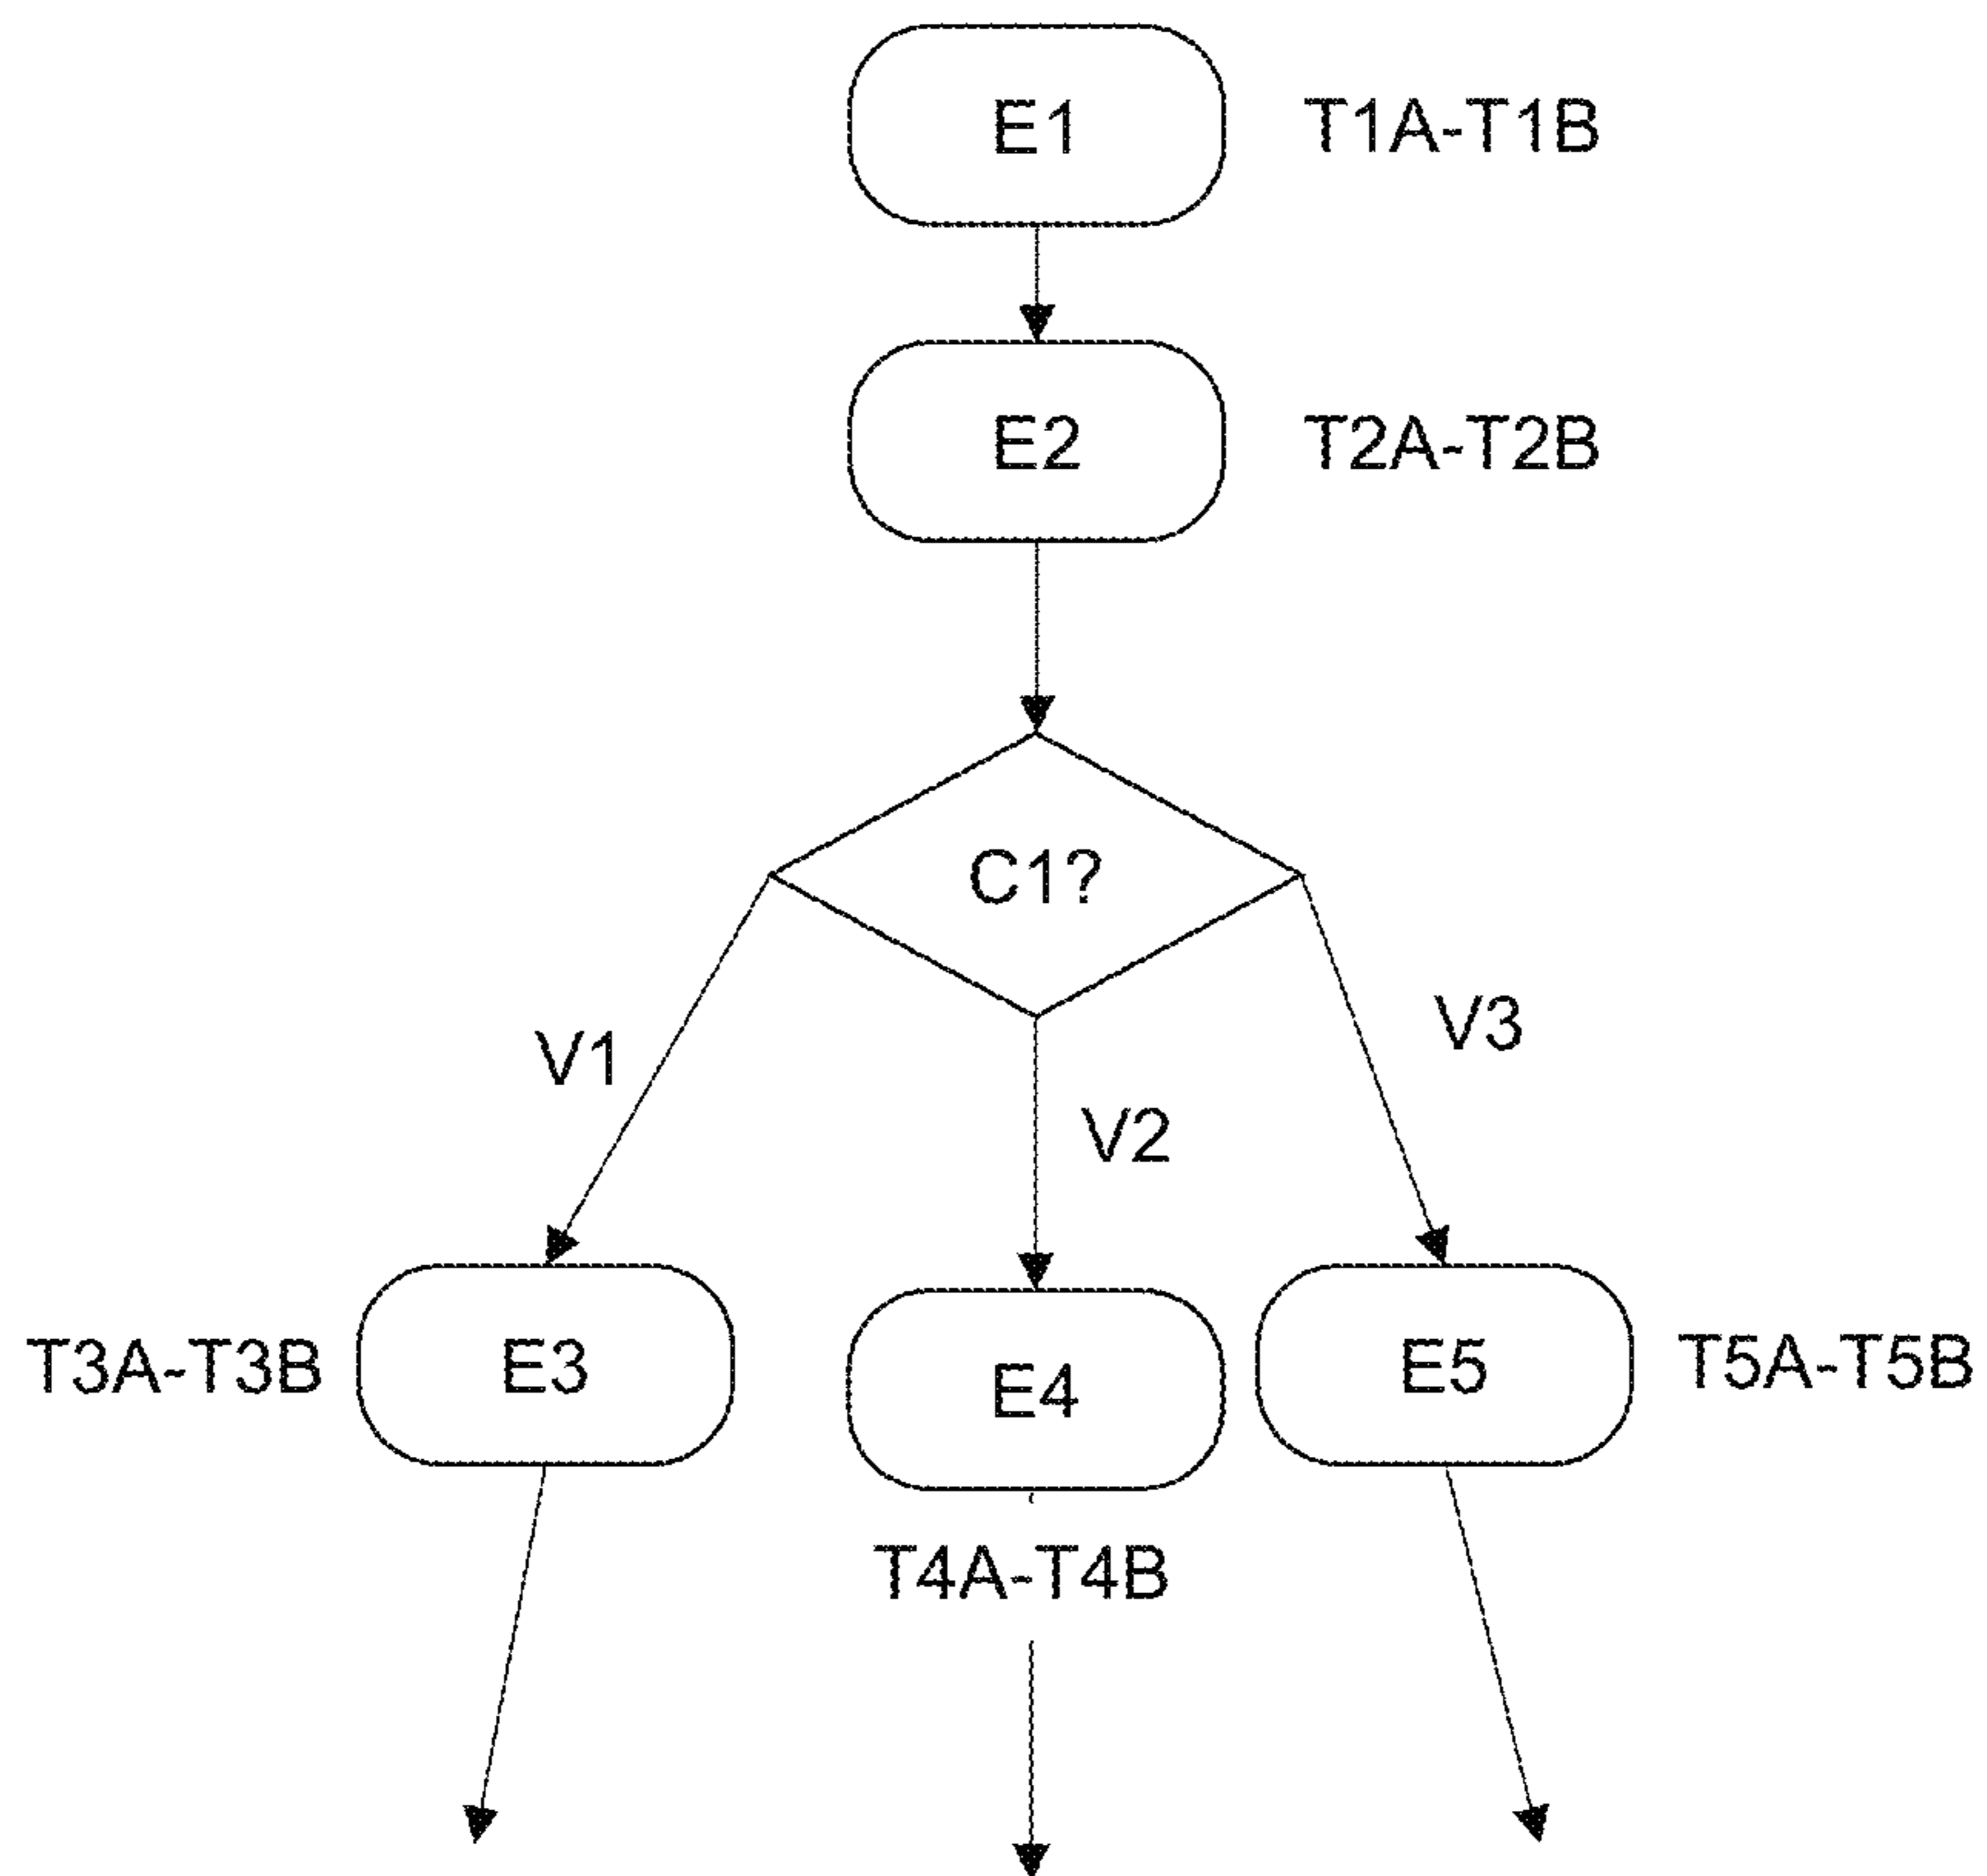 E1 T1A-T1B
E2 T2A-T2B
C1?
V1
V2
V3
T3A-T3B E3
E4
E5 T5A-T5B
T4A-T4B